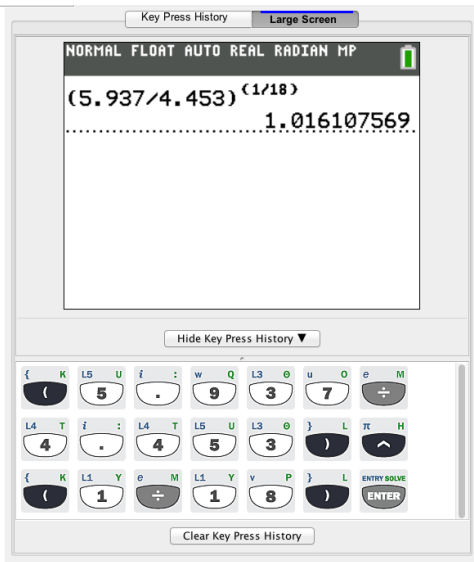 Key Press History Large Screen
NORMAL FLOAT AUTO REAL RADIAN MP
(5.937/4.453)^(1/18)
1.016107569
Hide Key Press History ▼
{ K L5 U i : w Q L3 θ u O e M
( 5 . 9 3 7 ÷
L4 T i : L4 T L5 U L3 θ } L π H
4 . 4 5 3 ) ^
{ K L1 Y e M L1 Y v P } L ENTRY SOLVE
( 1 ÷ 1 8 ) ENTER
Clear Key Press History